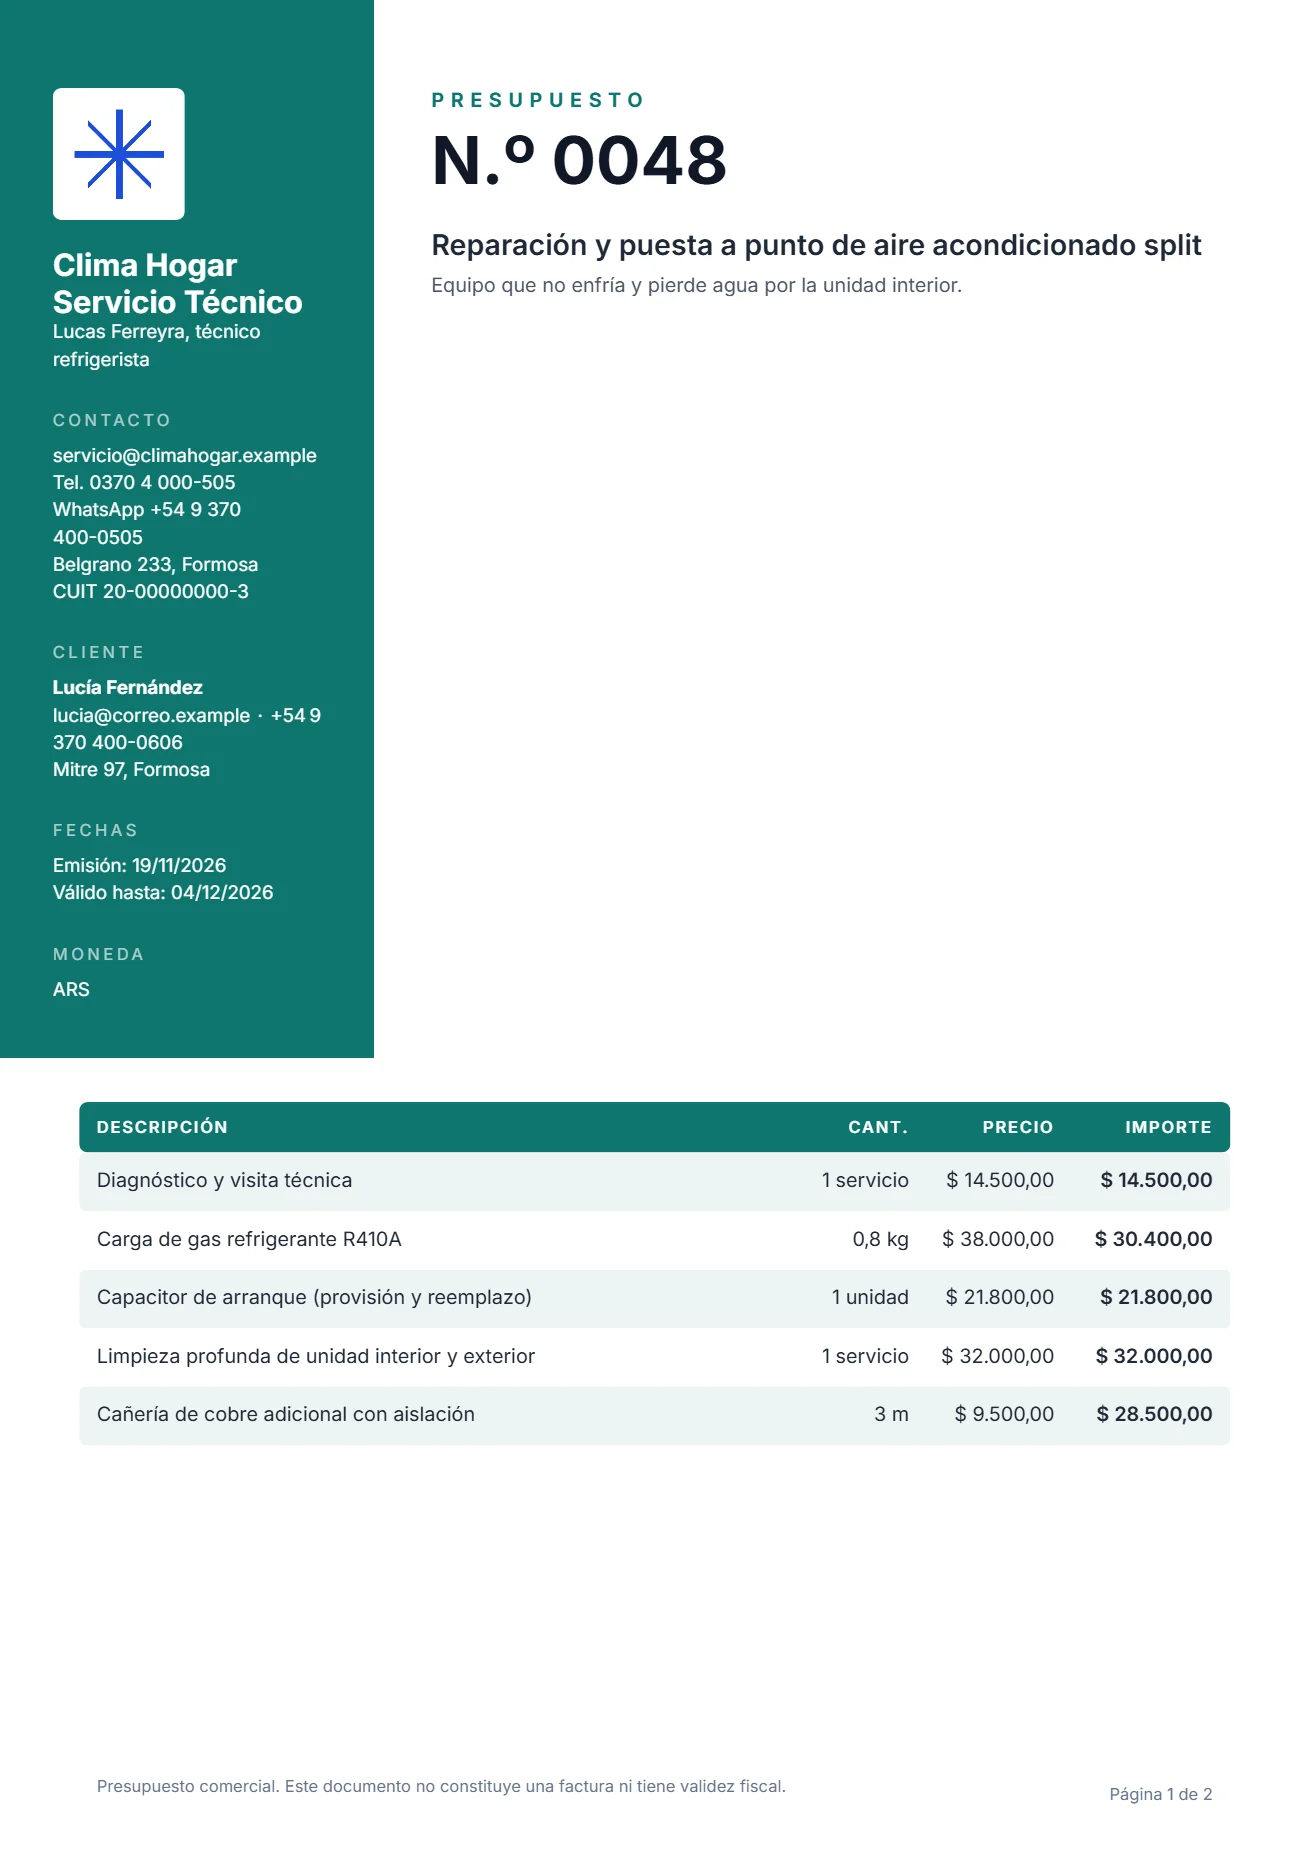 Clima Hogar
Servicio Técnico
Lucas Ferreyra, técnico
refrigerista
CONTACTO
servicio@climahogar.example
Tel. 0370 4 000-505
WhatsApp +54 9 370
400-0505
Belgrano 233, Formosa
CUIT 20-00000000-3
CLIENTE
Lucía Fernández
lucia@correo.example · +54 9
370 400-0606
Mitre 97, Formosa
FECHAS
Emisión: 19/11/2026
Válido hasta: 04/12/2026
MONEDA
ARS
PRESUPUESTO
N.º 0048
Reparación y puesta a punto de aire acondicionado split
Equipo que no enfría y pierde agua por la unidad interior.
DESCRIPCIÓN CANT. PRECIO IMPORTE
Diagnóstico y visita técnica 1 servicio $ 14.500,00 $ 14.500,00
Carga de gas refrigerante R410A 0,8 kg $ 38.000,00 $ 30.400,00
Capacitor de arranque (provisión y reemplazo) 1 unidad $ 21.800,00 $ 21.800,00
Limpieza profunda de unidad interior y exterior 1 servicio $ 32.000,00 $ 32.000,00
Cañería de cobre adicional con aislación 3 m $ 9.500,00 $ 28.500,00
Presupuesto comercial. Este documento no constituye una factura ni tiene validez fiscal.
Página 1 de 2